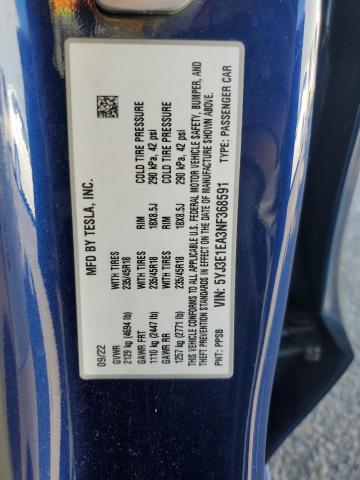 MFD BY TESLA, INC.
09/22
GVWR
2129 kg (4694 lb)
GAWR FRT WITH TIRES RIM COLD TIRE PRESSURE
1110 kg (2447 lb) 235/45R18 18X8.5J 290 kPa, 42 psi
GAWR RR WITH TIRES RIM COLD TIRE PRESSURE
1257 kg (2771 lb) 235/45R18 18X8.5J 290 kPa, 42 psi
THIS VEHICLE CONFORMS TO ALL APPLICABLE U.S. FEDERAL MOTOR VEHICLE SAFETY, BUMPER, AND
THEFT PREVENTION STANDARDS IN EFFECT ON THE DATE OF MANUFACTURE SHOWN ABOVE.
VIN: 5YJ3E1EA3NF368591
PNT: PPSB TYPE: PASSENGER CAR